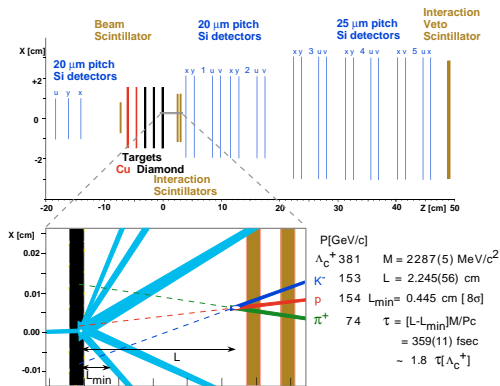 Interaction
Veto
Scintillator
Beam
Scintillator
20 μm pitch
Si detectors
25 μm pitch
Si detectors
X [cm]
20 μm pitch
Si detectors
+2
0
-2
u y x
x y 1 u v x y 2 u v
x y 3 u v x y 4 u v x y 5 u x
Targets
Cu Diamond
Interaction
Scintillators
-20 -10 0 10 20 30 40 Z [cm] 50
X [cm]
0.02
0.01
0.00
-0.01
L
Lmin
P[GeV/c]
Λc+ 381 M = 2287(5) MeV/c²
K- 153 L = 2.245(56) cm
p 154 Lmin= 0.445 cm [8σ]
π+ 74 τ = [L-Lmin]M/Pc
= 359(11) fsec
~ 1.8 τ[Λc+]